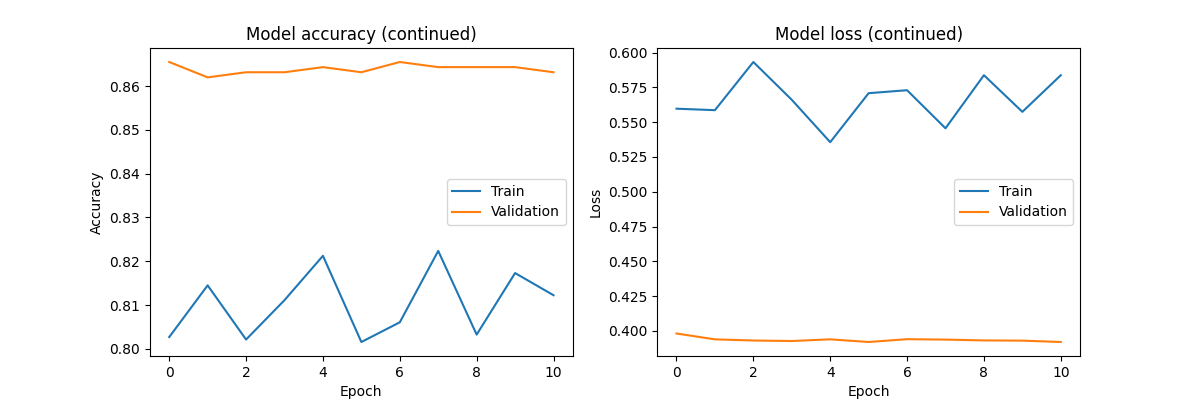 Model accuracy (continued)
Accuracy
0.86
0.85
0.84
0.83
0.82
0.81
0.80
Train
Validation
0 2 4 6 8 10
Epoch
Model loss (continued)
Loss
0.600
0.575
0.550
0.525
0.500
0.475
0.450
0.425
0.400
Train
Validation
0 2 4 6 8 10
Epoch